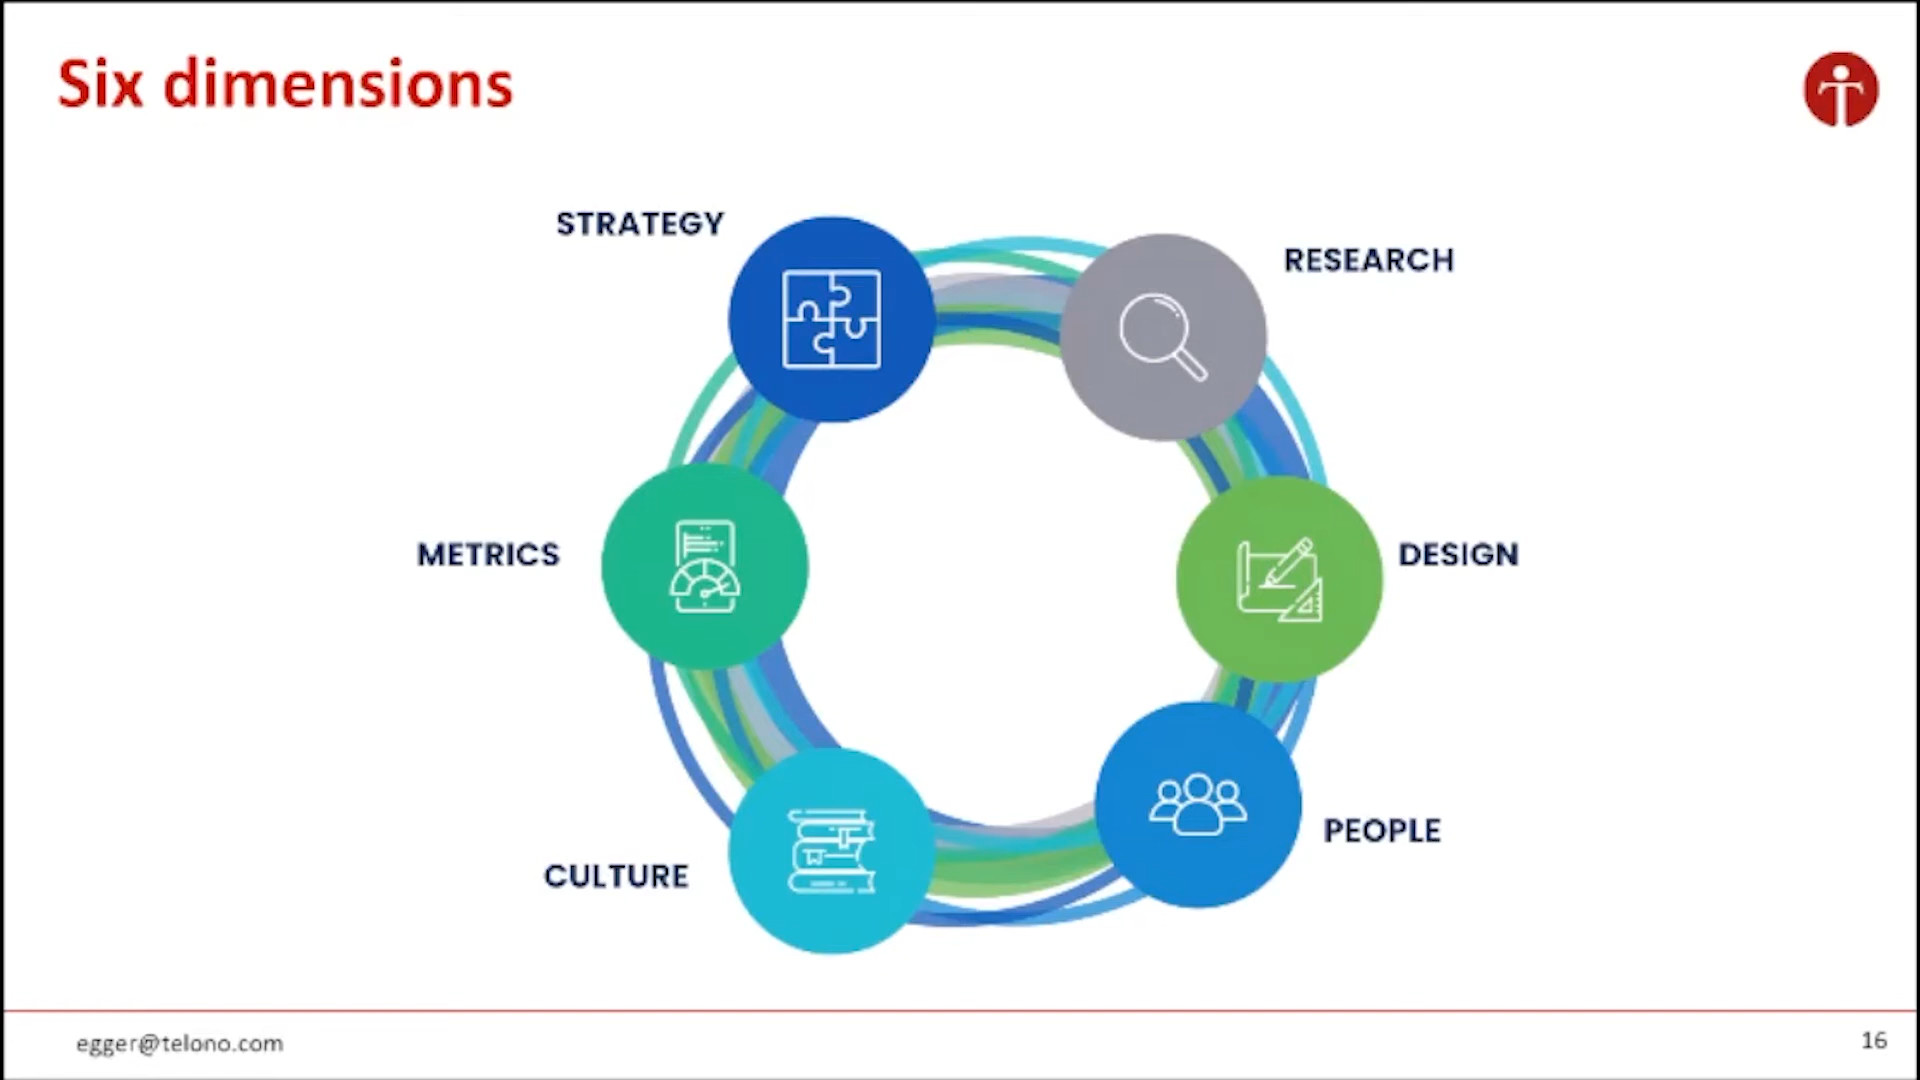 Six dimensions
STRATEGY
RESEARCH
METRICS
DESIGN
PEOPLE
CULTURE
egger@telono.com
16